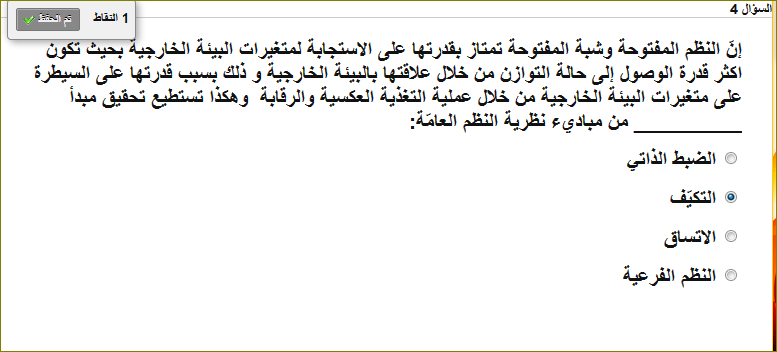 السؤال 4
1 النقاط
تم الحفظ
إنّ النظم المفتوحة وشبة المفتوحة تمتاز بقدرتها على الاستجابة لمتغيرات البيئة الخارجية بحيث تكون
اكثر قدرة الوصول إلى حالة التوازن من خلال علاقتها بالبيئة الخارجية و ذلك بسبب قدرتها على السيطرة
على متغيرات البيئة الخارجية من خلال عملية التغذية العكسية والرقابة وهكذا تستطيع تحقيق مبدأ
___________ من مباديء نظرية النظم العامّة:
الضبط الذاتي
التكيّف
الاتساق
النظم الفرعية